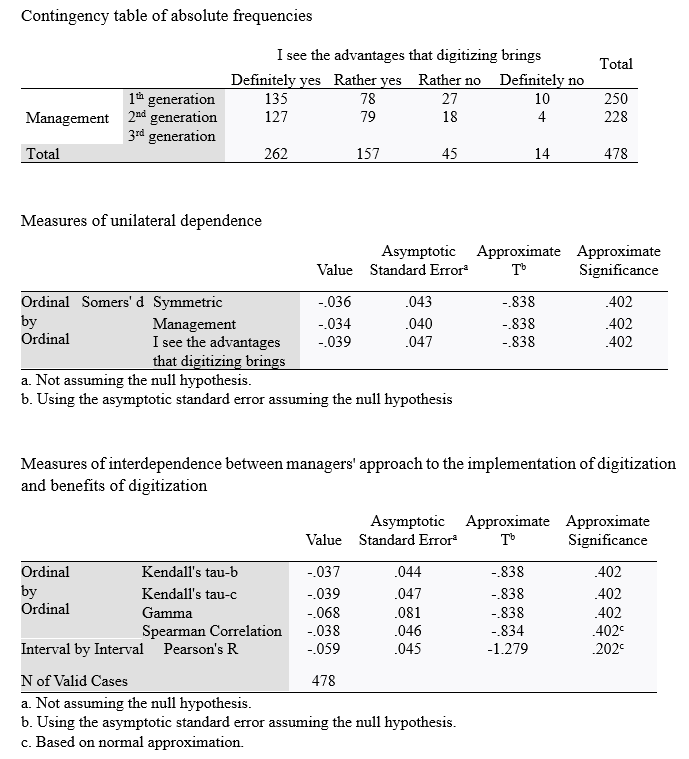 Contingency table of absolute frequencies
I see the advantages that digitizing brings Total
Definitely yes Rather yes Rather no Definitely no
Management 1th generation 135 78 27 10 250
2nd generation 127 79 18 4 228
3rd generation
Total 262 157 45 14 478
Measures of unilateral dependence
Value Asymptotic Standard Errorᵃ Approximate Tᵇ Approximate Significance
Ordinal by Ordinal Somers' d Symmetric -.036 .043 -.838 .402
Management -.034 .040 -.838 .402
I see the advantages that digitizing brings -.039 .047 -.838 .402
a. Not assuming the null hypothesis.
b. Using the asymptotic standard error assuming the null hypothesis
Measures of interdependence between managers' approach to the implementation of digitization
and benefits of digitization
Value Asymptotic Standard Errorᵃ Approximate Tᵇ Approximate Significance
Ordinal by Ordinal Kendall's tau-b -.037 .044 -.838 .402
Kendall's tau-c -.039 .047 -.838 .402
Gamma -.068 .081 -.838 .402
Spearman Correlation -.038 .046 -.834 .402ᶜ
Interval by Interval Pearson's R -.059 .045 -1.279 .202ᶜ
N of Valid Cases 478
a. Not assuming the null hypothesis.
b. Using the asymptotic standard error assuming the null hypothesis.
c. Based on normal approximation.